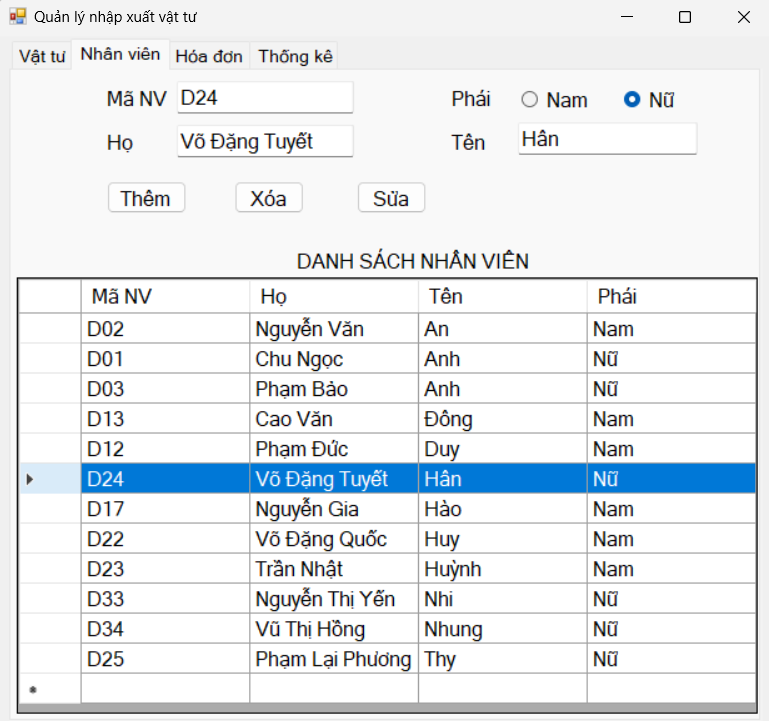 Quản lý nhập xuất vật tư
Vật tư Nhân viên Hóa đơn Thống kê
Mã NV D24 Phái Nam Nữ
Họ Võ Đặng Tuyết Tên Hân
Thêm Xóa Sửa
DANH SÁCH NHÂN VIÊN
Mã NV Họ Tên Phái
D02 Nguyễn Văn An Nam
D01 Chu Ngọc Anh Nữ
D03 Phạm Bảo Anh Nữ
D13 Cao Văn Đông Nam
D12 Phạm Đức Duy Nam
D24 Võ Đặng Tuyết Hân Nữ
D17 Nguyễn Gia Hào Nam
D22 Võ Đặng Quốc Huy Nam
D23 Trần Nhật Huỳnh Nam
D33 Nguyễn Thị Yến Nhi Nữ
D34 Vũ Thị Hồng Nhung Nữ
D25 Phạm Lại Phương Thy Nữ